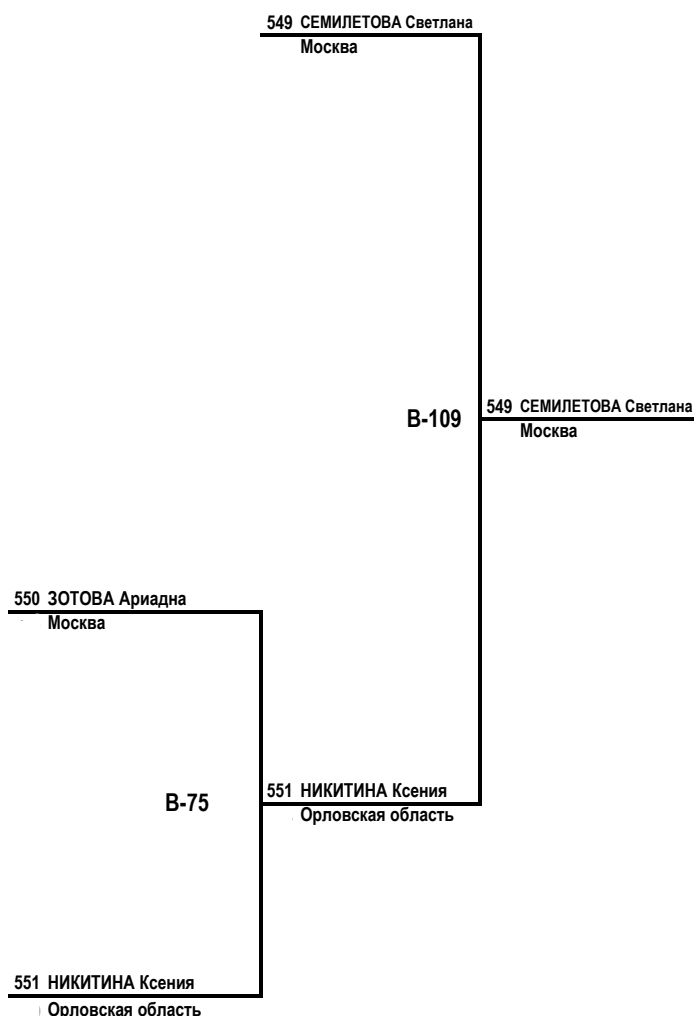 549 СЕМИЛЕТОВА Светлана
Москва
B-109
549 СЕМИЛЕТОВА Светлана
Москва
550 ЗОТОВА Ариадна
Москва
B-75
551 НИКИТИНА Ксения
Орловская область
551 НИКИТИНА Ксения
Орловская область